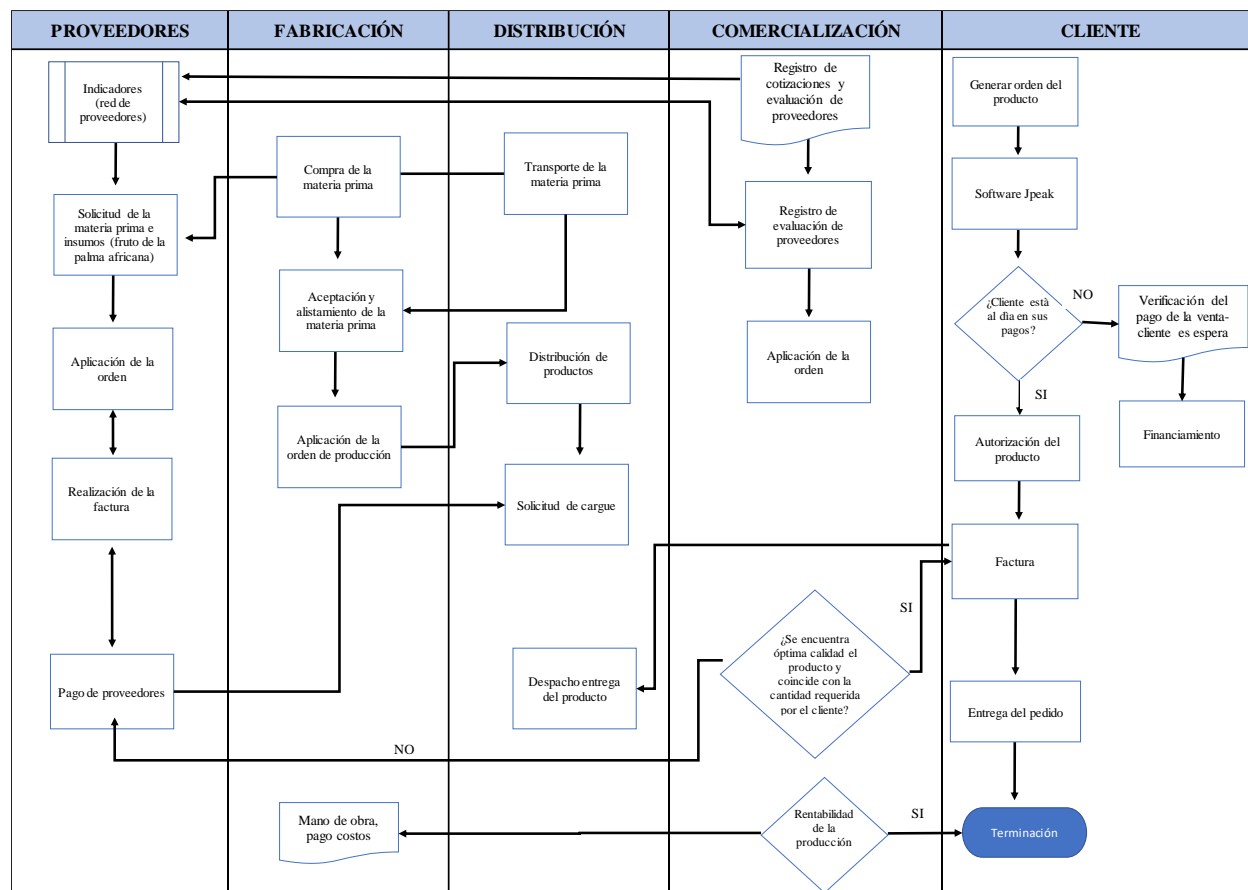 PROVEEDORES
FABRICACIÓN
DISTRIBUCIÓN
COMERCIALIZACIÓN
CLIENTE
Indicadores
(red de
proveedores)
Solicitud de la
materia prima e
insumos (fruto de la
palma africana)
Aplicación de la
orden
Realización de la
factura
Pago de proveedores
Compra de la
materia prima
Aceptación y
alistamiento de la
materia prima
Aplicación de la
orden de producción
NO
Mano de obra,
pago costos
Transporte de la
materia prima
Distribución de
productos
Solicitud de cargue
Despacho entrega
del producto
Registro de
cotizaciones y
evaluación de
proveedores
Registro de
evaluación de
proveedores
Aplicación de la
orden
SI
¿Se encuentra
óptima calidad el
producto y
coincide con la
cantidad requerida
por el cliente?
Rentabilidad
de la
producción
SI
Generar orden del
producto
Software Jpeak
¿Cliente està
al dìa en sus
pagos?
NO
Verificación del
pago de la venta-
cliente es espera
SI
Financiamiento
Autorización del
producto
Factura
Entrega del pedido
Terminación